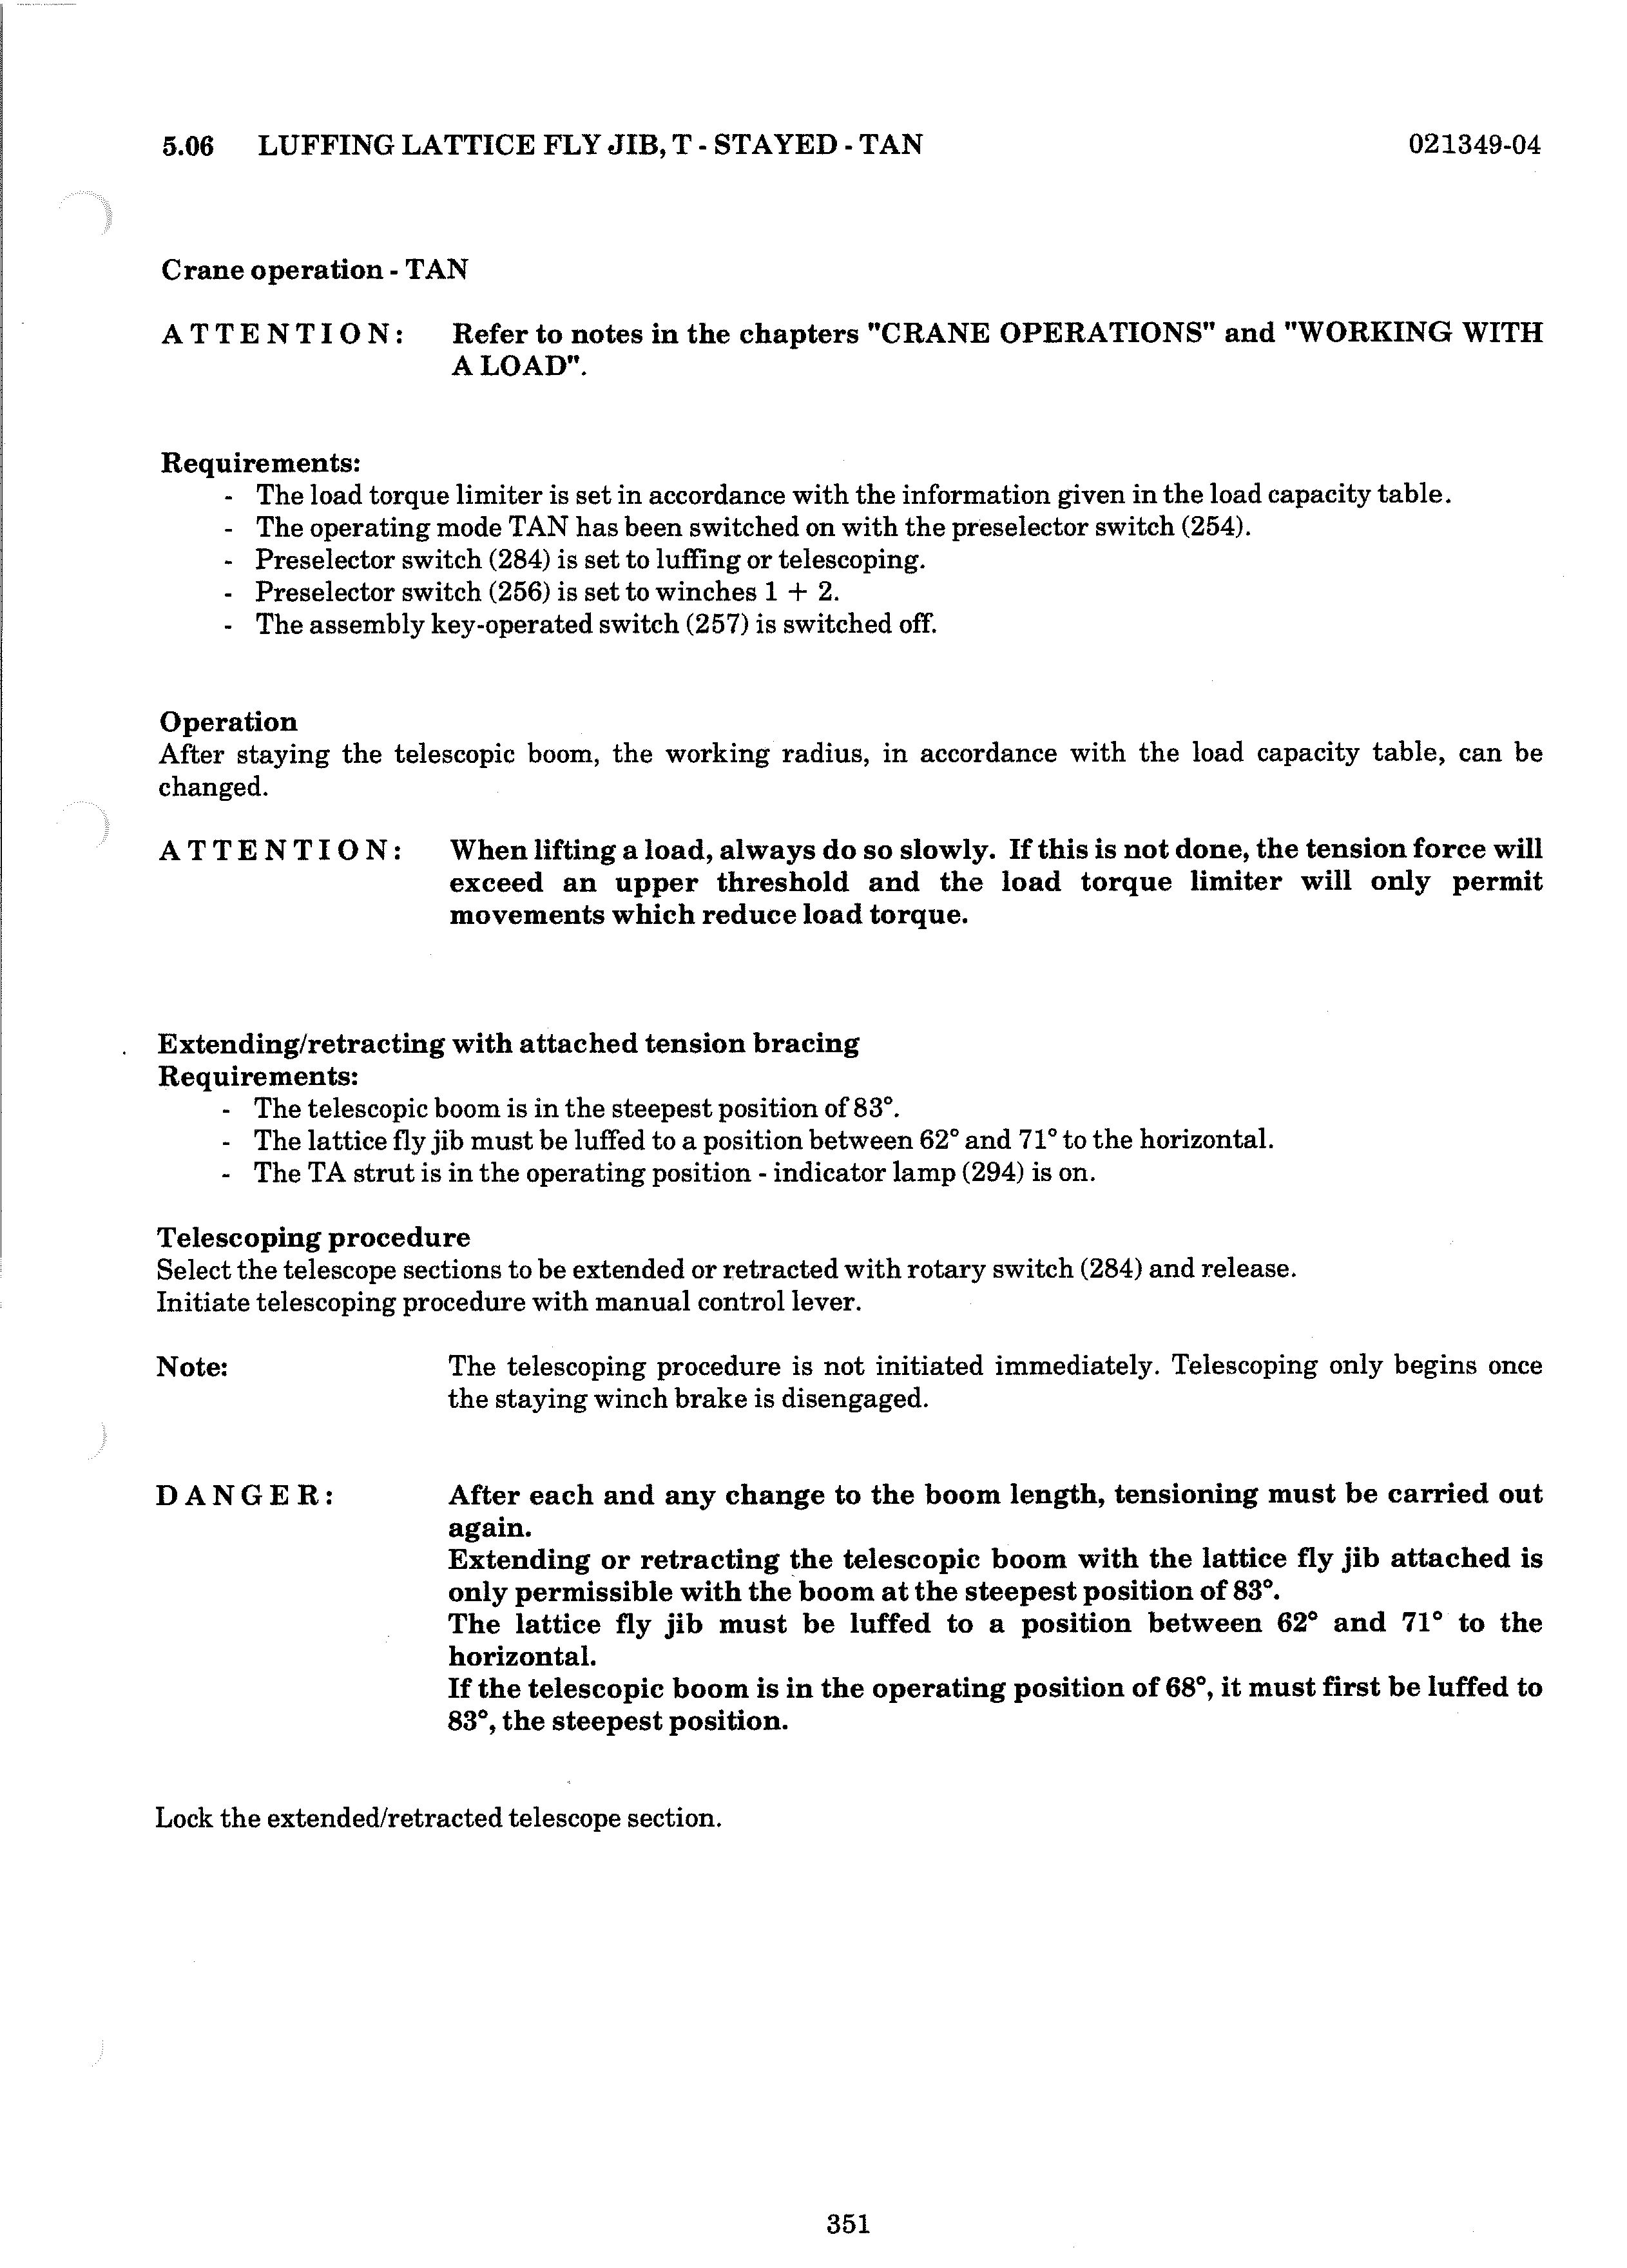 5.06 LUFFING LATTICE FLY JIB, T - STAYED - TAN 021349-04
Crane operation - TAN
ATTENTION: Refer to notes in the chapters "CRANE OPERATIONS" and "WORKING WITH
A LOAD".
Requirements:
- The load torque limiter is set in accordance with the information given in the load capacity table.
- The operating mode TAN has been switched on with the preselector switch (254).
- Preselector switch (284) is set to luffing or telescoping.
- Preselector switch (256) is set to winches 1 + 2.
- The assembly key-operated switch (257) is switched off.
Operation
After staying the telescopic boom, the working radius, in accordance with the load capacity table, can be
changed.
ATTENTION: When lifting a load, always do so slowly. If this is not done, the tension force will
exceed an upper threshold and the load torque limiter will only permit
movements which reduce load torque.
Extending/retracting with attached tension bracing
Requirements:
- The telescopic boom is in the steepest position of 83°.
- The lattice fly jib must be luffed to a position between 62° and 71° to the horizontal.
- The TA strut is in the operating position - indicator lamp (294) is on.
Telescoping procedure
Select the telescope sections to be extended or retracted with rotary switch (284) and release.
Initiate telescoping procedure with manual control lever.
Note: The telescoping procedure is not initiated immediately. Telescoping only begins once
the staying winch brake is disengaged.
DANGER: After each and any change to the boom length, tensioning must be carried out
again.
Extending or retracting the telescopic boom with the lattice fly jib attached is
only permissible with the boom at the steepest position of 83°.
The lattice fly jib must be luffed to a position between 62° and 71° to the
horizontal.
If the telescopic boom is in the operating position of 68°, it must first be luffed to
83°, the steepest position.
Lock the extended/retracted telescope section.
351